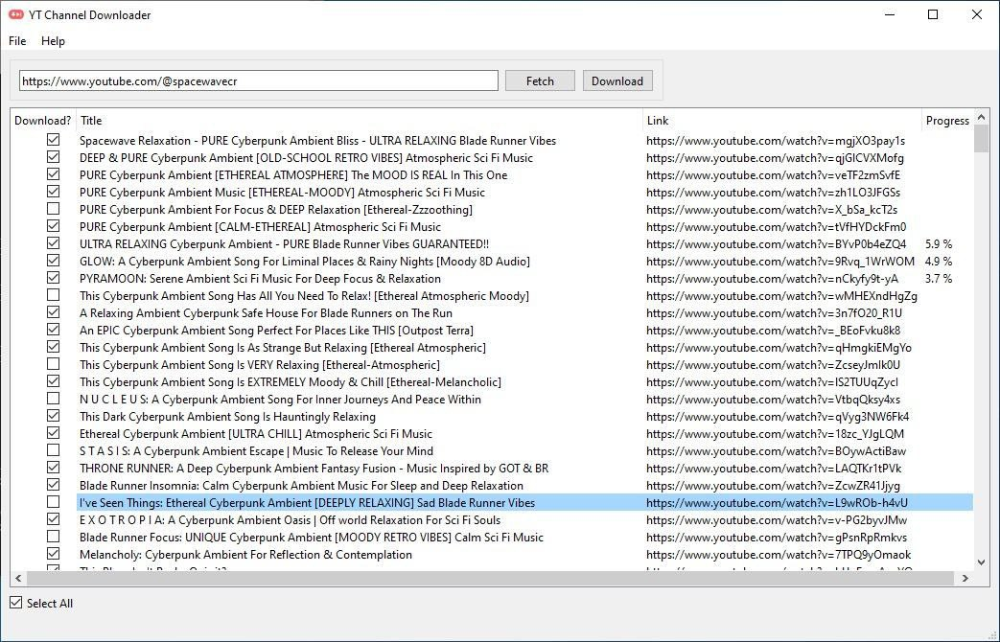 YT Channel Downloader
File Help
https://www.youtube.com/@spacewavecr Fetch Download
Download? Title Link Progress
Spacewave Relaxation - PURE Cyberpunk Ambient Bliss - ULTRA RELAXING Blade Runner Vibes https://www.youtube.com/watch?v=mgjXO3pay1s
DEEP & PURE Cyberpunk Ambient [OLD-SCHOOL RETRO VIBES] Atmospheric Sci Fi Music https://www.youtube.com/watch?v=qjGICVXMofg
PURE Cyberpunk Ambient [ETHEREAL ATMOSPHERE] The MOOD IS REAL In This One https://www.youtube.com/watch?v=veTF2zmSvfE
PURE Cyberpunk Ambient Music [ETHEREAL-MOODY] Atmospheric Sci Fi Music https://www.youtube.com/watch?v=zh1LO3JFGSs
PURE Cyberpunk Ambient For Focus & DEEP Relaxation [Ethereal-Zzzoothing] https://www.youtube.com/watch?v=X_bSa_kcT2s
PURE Cyberpunk Ambient [CALM-ETHEREAL] Atmospheric Sci Fi Music https://www.youtube.com/watch?v=tVfHYDckFm0
ULTRA RELAXING Cyberpunk Ambient - PURE Blade Runner Vibes GUARANTEED!! https://www.youtube.com/watch?v=BYvP0b4eZQ4 5.9 %
GLOW: A Cyberpunk Ambient Song For Liminal Places & Rainy Nights [Moody 8D Audio] https://www.youtube.com/watch?v=9Rvq_1WrWOM 4.9 %
PYRAMOON: Serene Ambient Sci Fi Music For Deep Focus & Relaxation https://www.youtube.com/watch?v=nCkyfy9t-yA 3.7 %
This Cyberpunk Ambient Song Has All You Need To Relax! [Ethereal Ambient Moody] https://www.youtube.com/watch?v=wMHEXndHgZg
A Relaxing Ambient Cyberpunk Safe House For Blade Runners on The Run https://www.youtube.com/watch?v=3n7fO20_R1U
An EPIC Cyberpunk Ambient Song Perfect For Places Like THIS [Outpost Terra] https://www.youtube.com/watch?v=_BEoFvku8k8
This Cyberpunk Ambient Song Is As Strange But Relaxing [Ethereal Atmospheric] https://www.youtube.com/watch?v=qHmgkiEMgYo
This Cyberpunk Ambient Song Is VERY Relaxing [Ethereal-Atmospheric] https://www.youtube.com/watch?v=ZcseyJmlk0U
This Cyberpunk Ambient Song IS EXTREMELY Moody & Chill [Ethereal-Melancholic] https://www.youtube.com/watch?v=IS2TUUqZycI
N U C L E U S: A Cyberpunk Ambient Song For Inner Journeys And Peace Within https://www.youtube.com/watch?v=VtbqQksy4xs
This Dark Cyberpunk Ambient Song Is Hauntingly Relaxing https://www.youtube.com/watch?v=qVyg3NW6Fk4
Ethereal Cyberpunk Ambient [ULTRA CHILL] Atmospheric Sci Fi Music https://www.youtube.com/watch?v=18zc_YJgLQM
S T A S I S: A Cyberpunk Ambient Escape | Music To Release Your Mind https://www.youtube.com/watch?v=BOywActiBaw
THRONE RUNNER: A Deep Cyberpunk Ambient Fantasy Fusion - Music Inspired by GOT & BR https://www.youtube.com/watch?v=LAQTKr1tPVk
Blade Runner Insomnia: Calm Cyberpunk Ambient Music For Sleep and Deep Relaxation https://www.youtube.com/watch?v=ZcwZR41Jjyg
I've Seen Things: Ethereal Cyberpunk Ambient [DEEPLY RELAXING] Sad Blade Runner Vibes https://www.youtube.com/watch?v=L9wROb-h4vU
E X O T R O P I A: A Cyberpunk Ambient Oasis | Off world Relaxation For Sci Fi Souls https://www.youtube.com/watch?v=v-PG2byvJMw
Blade Runner Focus: UNIQUE Cyberpunk Ambient [MOODY RETRO VIBES] Calm Sci Fi Music https://www.youtube.com/watch?v=gPsnRpRmkvs
Melancholy: Cyberpunk Ambient For Reflection & Contemplation https://www.youtube.com/watch?v=7TPQ9yOmaok
Select All